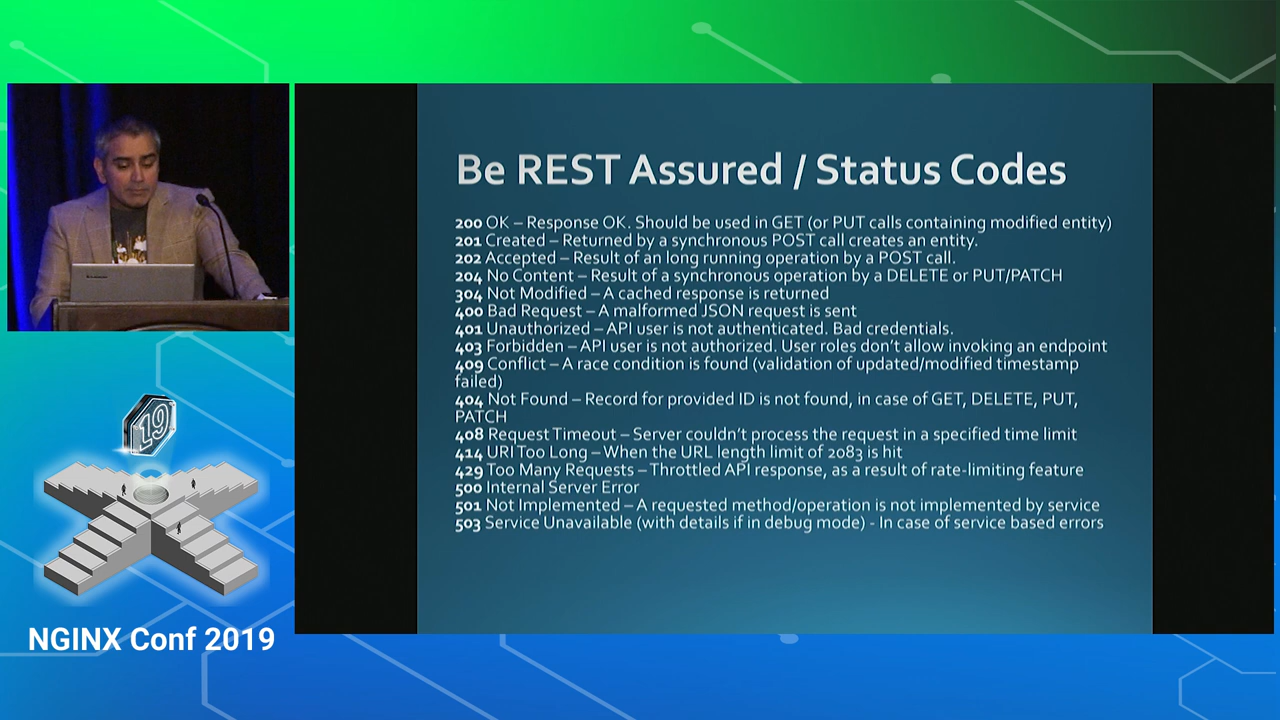 Be REST Assured / Status Codes
200 OK – Response OK. Should be used in GET (or PUT calls containing modified entity)
201 Created – Returned by a synchronous POST call creates an entity.
202 Accepted – Result of an long running operation by a POST call.
204 No Content – Result of a synchronous operation by a DELETE or PUT/PATCH
304 Not Modified – A cached response is returned
400 Bad Request – A malformed JSON request is sent
401 Unauthorized – API user is not authenticated. Bad credentials.
403 Forbidden – API user is not authorized. User roles don't allow invoking an endpoint
409 Conflict – A race condition is found (validation of updated/modified timestamp
failed)
404 Not Found – Record for provided ID is not found, in case of GET, DELETE, PUT,
PATCH
408 Request Timeout – Server couldn't process the request in a specified time limit
414 URI Too Long – When the URL length limit of 2083 is hit
429 Too Many Requests – Throttled API response, as a result of rate-limiting feature
500 Internal Server Error
501 Not Implemented – A requested method/operation is not implemented by service
503 Service Unavailable (with details if in debug mode) - In case of service based errors
19
NGINX Conf 2019